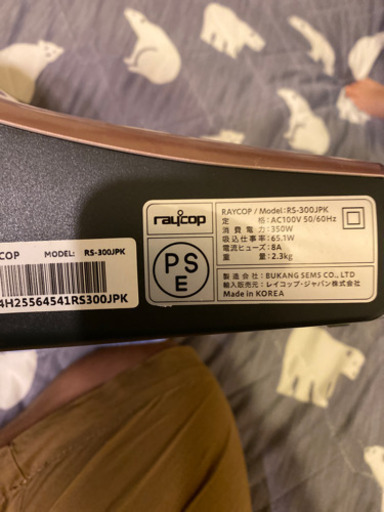 COP MODEL: RS-300JPK
4H25564541RS300JPK
raycop
PS
E
RAYCOP / Model: RS-300JPK
定 格: AC100V 50/60Hz
消 費 電 力: 350W
吸込仕事率: 65.1W
電流ヒューズ: 8A
重 量: 2.3kg
製 造 会 社: BUKANG SEMS CO., LTD
輸入販売元: レイコップ・ジャパン株式会社
Made in KOREA